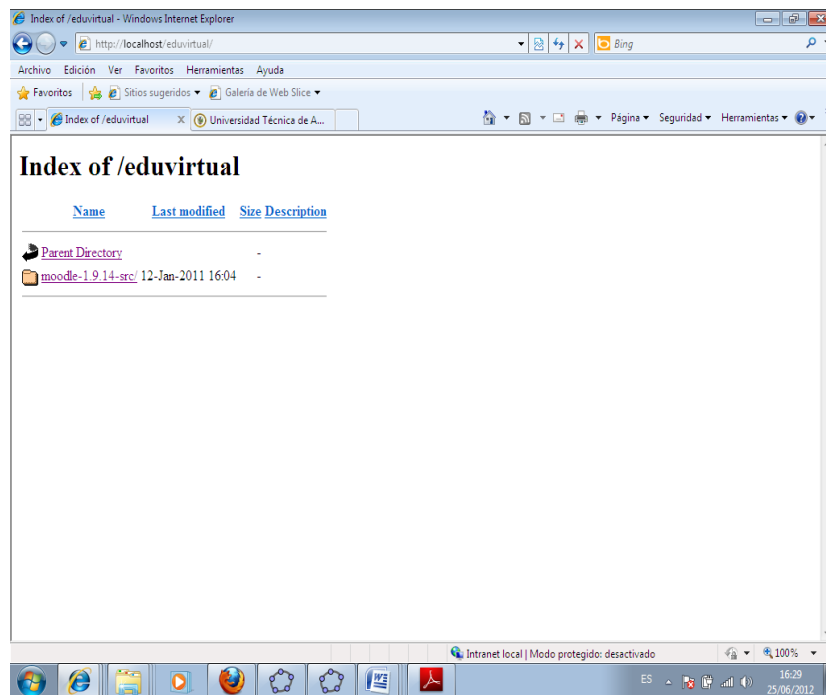 Index of /eduvirtual - Windows Internet Explorer
http://localhost/eduvirtual/
Bing
Archivo Edición Ver Favoritos Herramientas Ayuda
Favoritos Sitios sugeridos Galería de Web Slice
Index of /eduvirtual X Universidad Técnica de A... Página Seguridad Herramientas
Index of /eduvirtual
Name Last modified Size Description
Parent Directory -
moodle-1.9.14-src/ 12-Jan-2011 16:04 -
Intranet local | Modo protegido: desactivado 100%
ES 16:29
25/06/2012